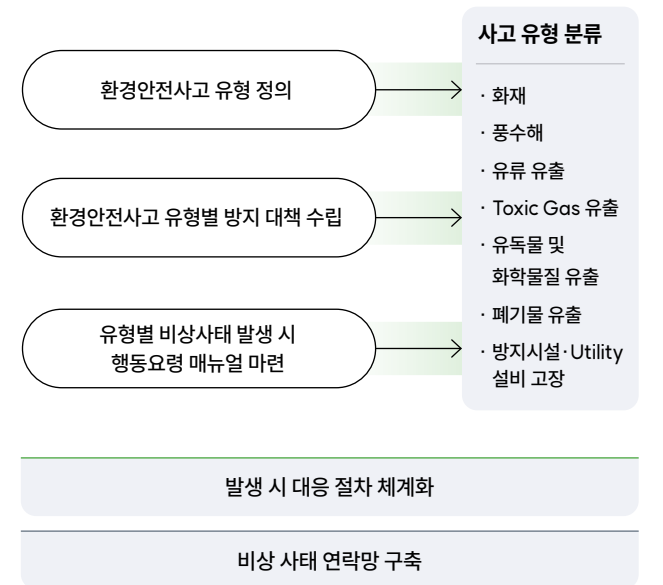 환경안전사고 유형 정의
환경안전사고 유형별 방지 대책 수립
유형별 비상사태 발생 시
행동요령 매뉴얼 마련
사고 유형 분류
· 화재
· 풍수해
· 유류 유출
· Toxic Gas 유출
· 유독물 및
화학물질 유출
· 폐기물 유출
· 방지시설·Utility
설비 고장
발생 시 대응 절차 체계화
비상 사태 연락망 구축